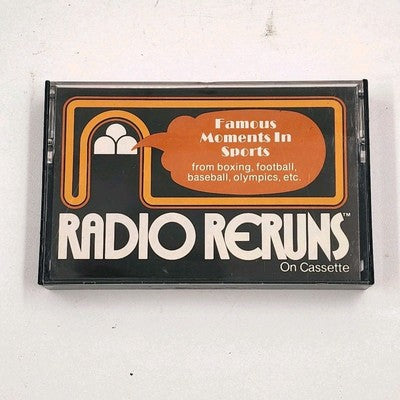 Famous
Moments In
Sports
from boxing, football,
baseball, olympics, etc.
RADIO RERUNS™
On Cassette